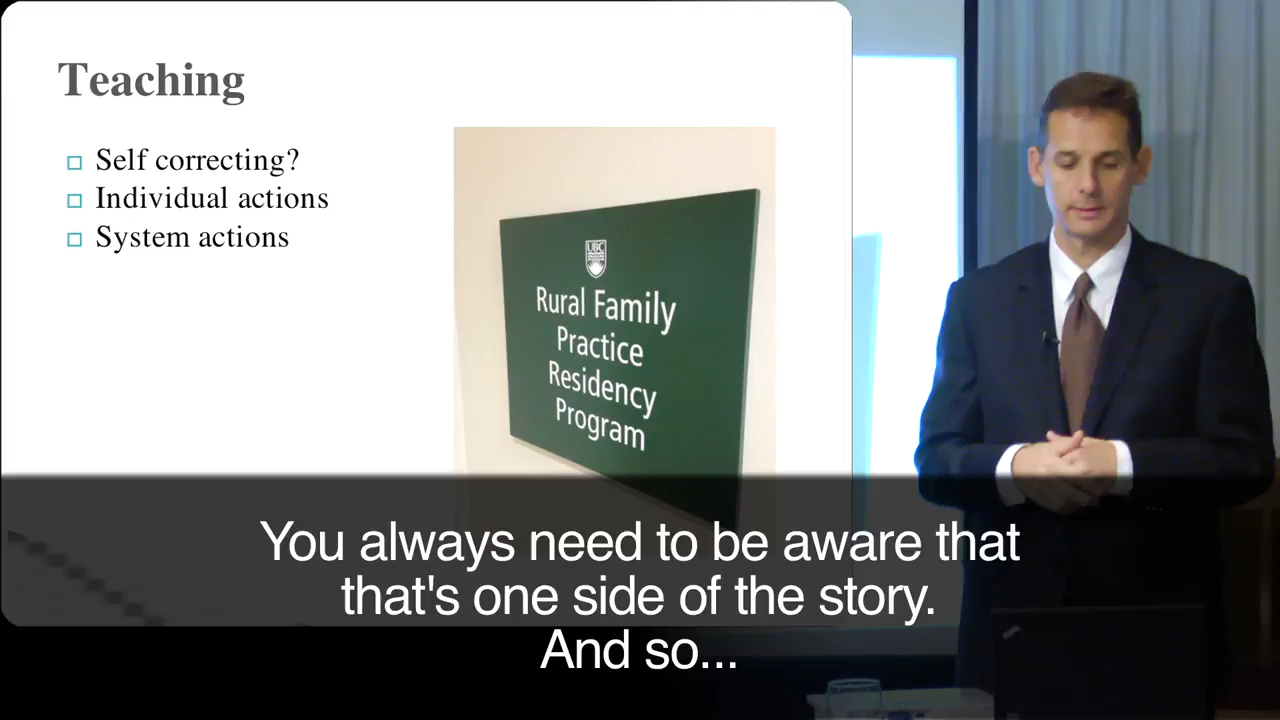 Teaching
Self correcting?
Individual actions
System actions
UBC
Rural Family
Practice
Residency
Program
You always need to be aware that
that's one side of the story.
And so...